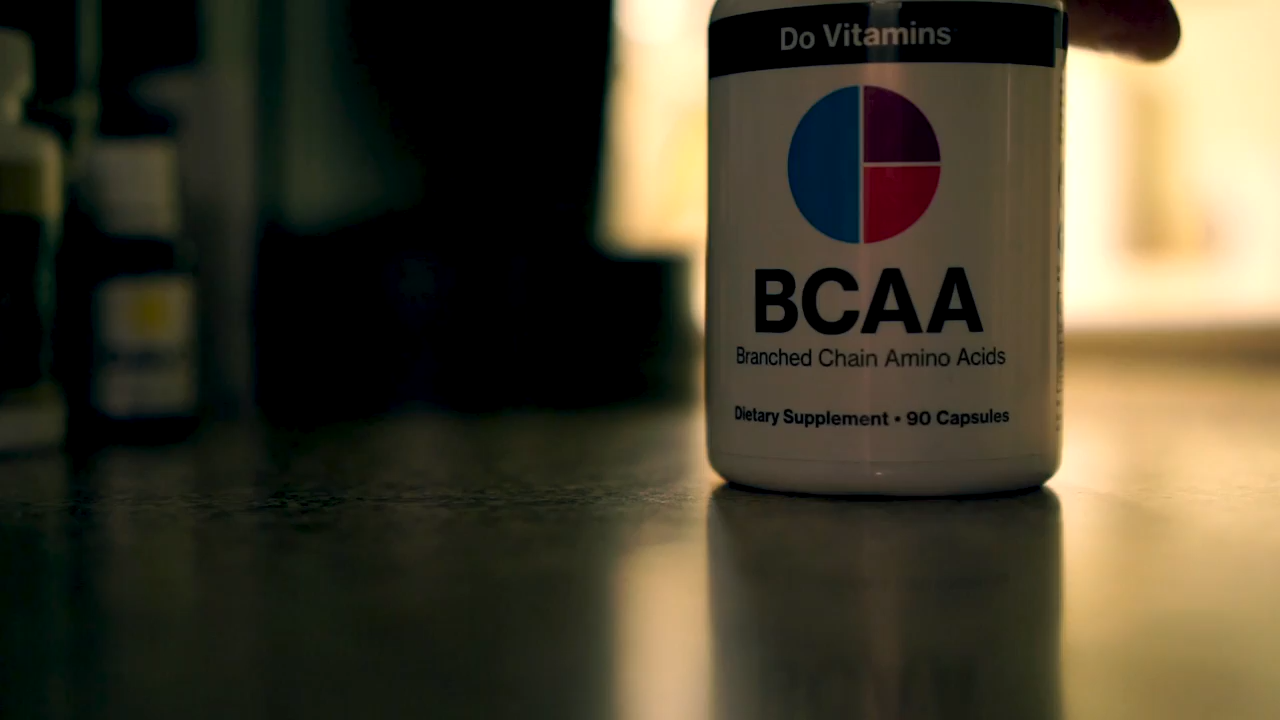 Do Vitamins
BCAA
Branched Chain Amino Acids
Dietary Supplement • 90 Capsules